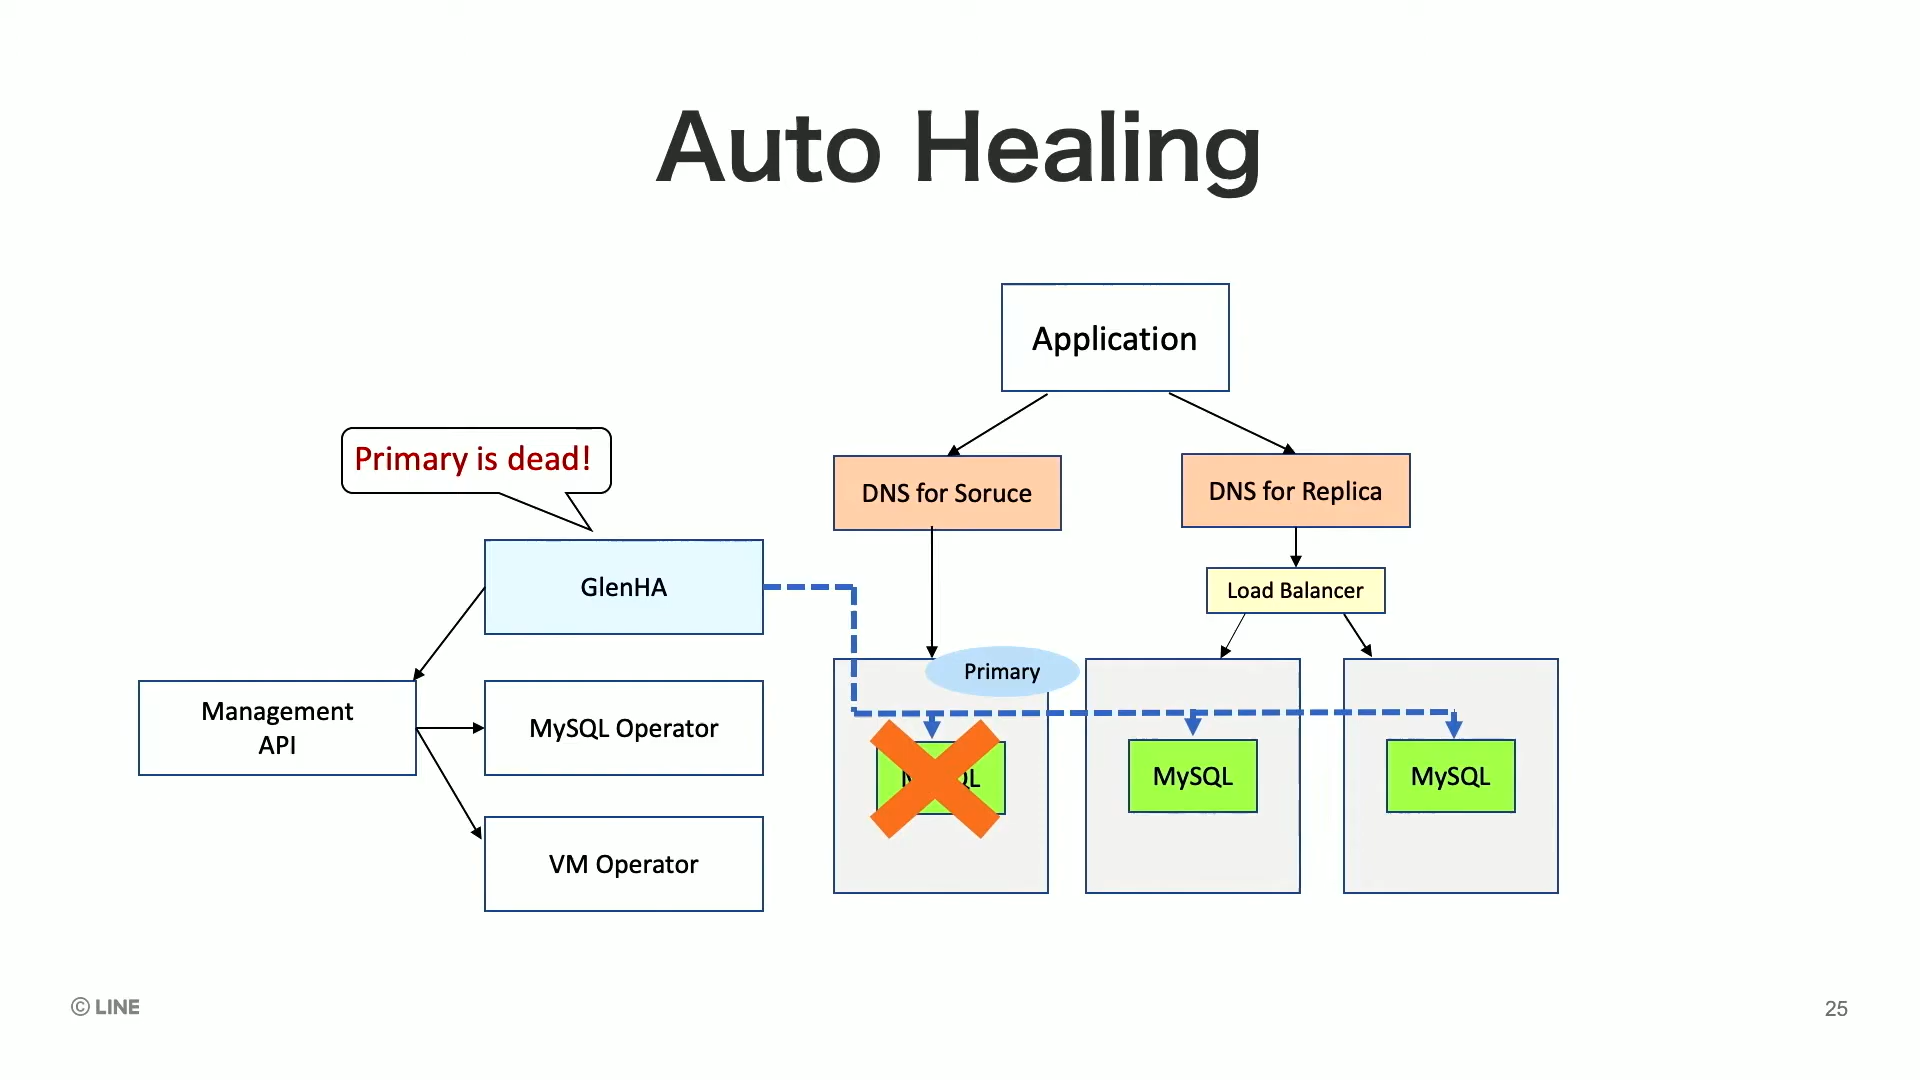 Auto Healing
Application
Primary is dead!
DNS for Soruce
DNS for Replica
GlenHA
Load Balancer
Primary
Management
API
MySQL Operator
MySQL
MySQL
VM Operator
© LINE
25